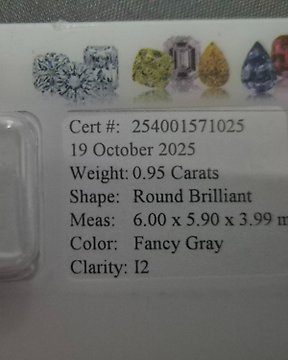 Cert #: 254001571025
19 October 2025
Weight: 0.95 Carats
Shape: Round Brilliant
Meas: 6.00 x 5.90 x 3.99 m
Color: Fancy Gray
Clarity: I2